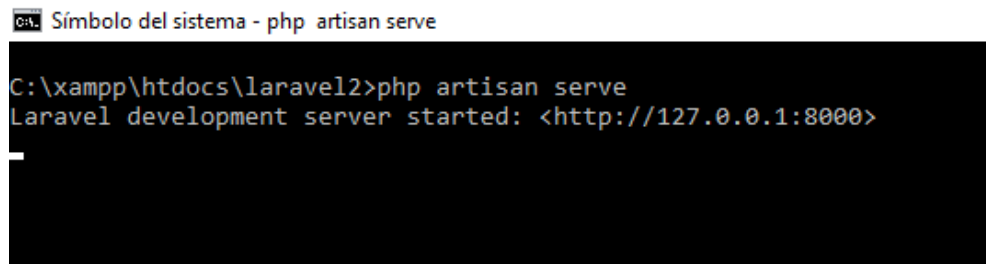 Símbolo del sistema - php artisan serve
C:\xampp\htdocs\laravel2>php artisan serve
Laravel development server started: <http://127.0.0.1:8000>